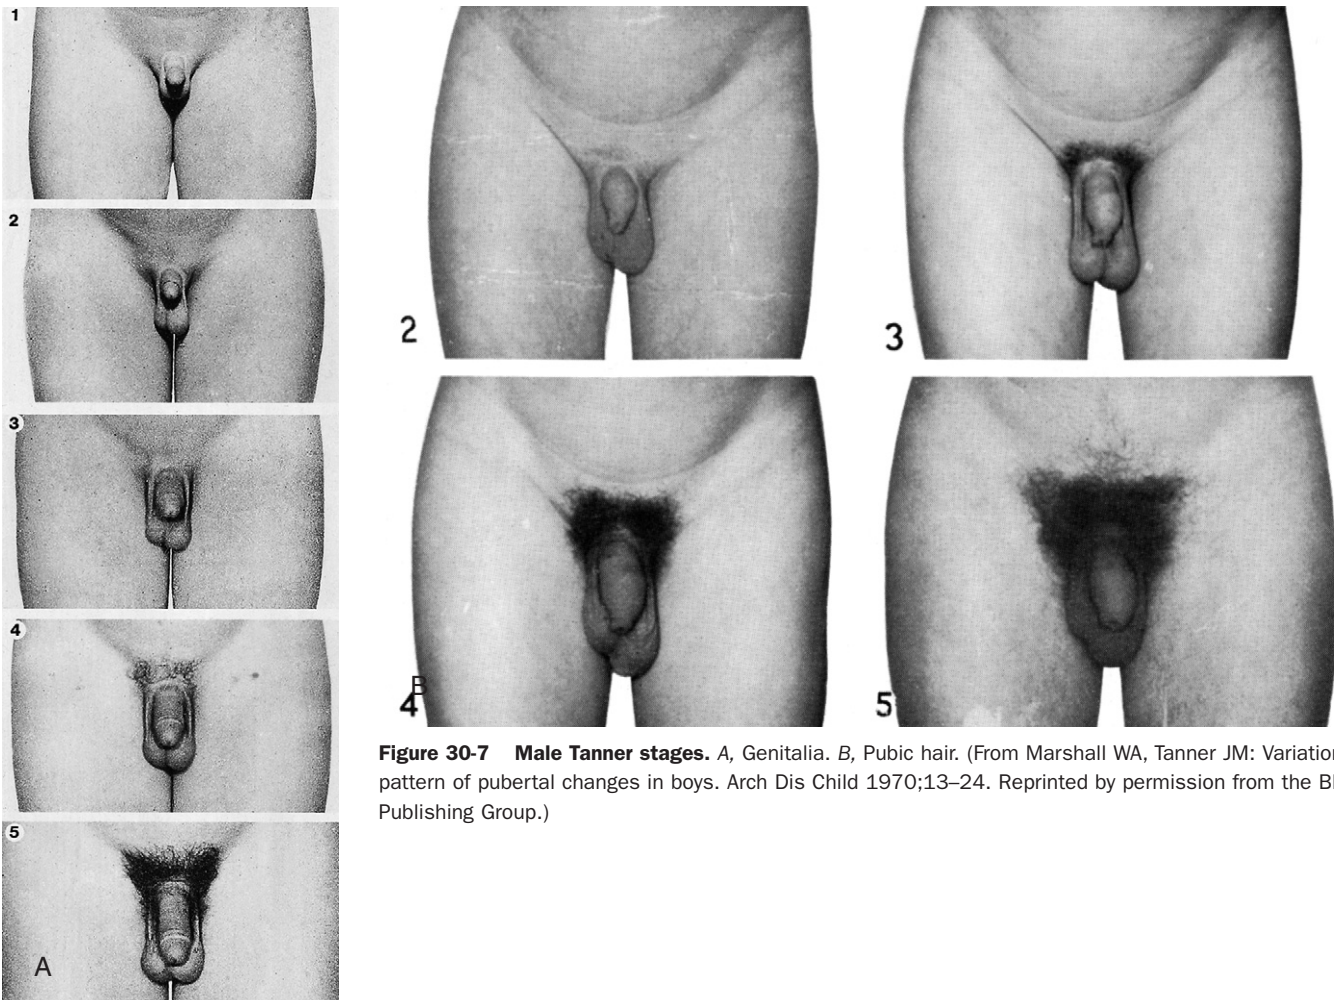 1
2
3
4
5
A
2
3
4
B
5
Figure 30-7 Male Tanner stages. A, Genitalia. B, Pubic hair. (From Marshall WA, Tanner JM: Variation
pattern of pubertal changes in boys. Arch Dis Child 1970;13–24. Reprinted by permission from the
Publishing Group.)